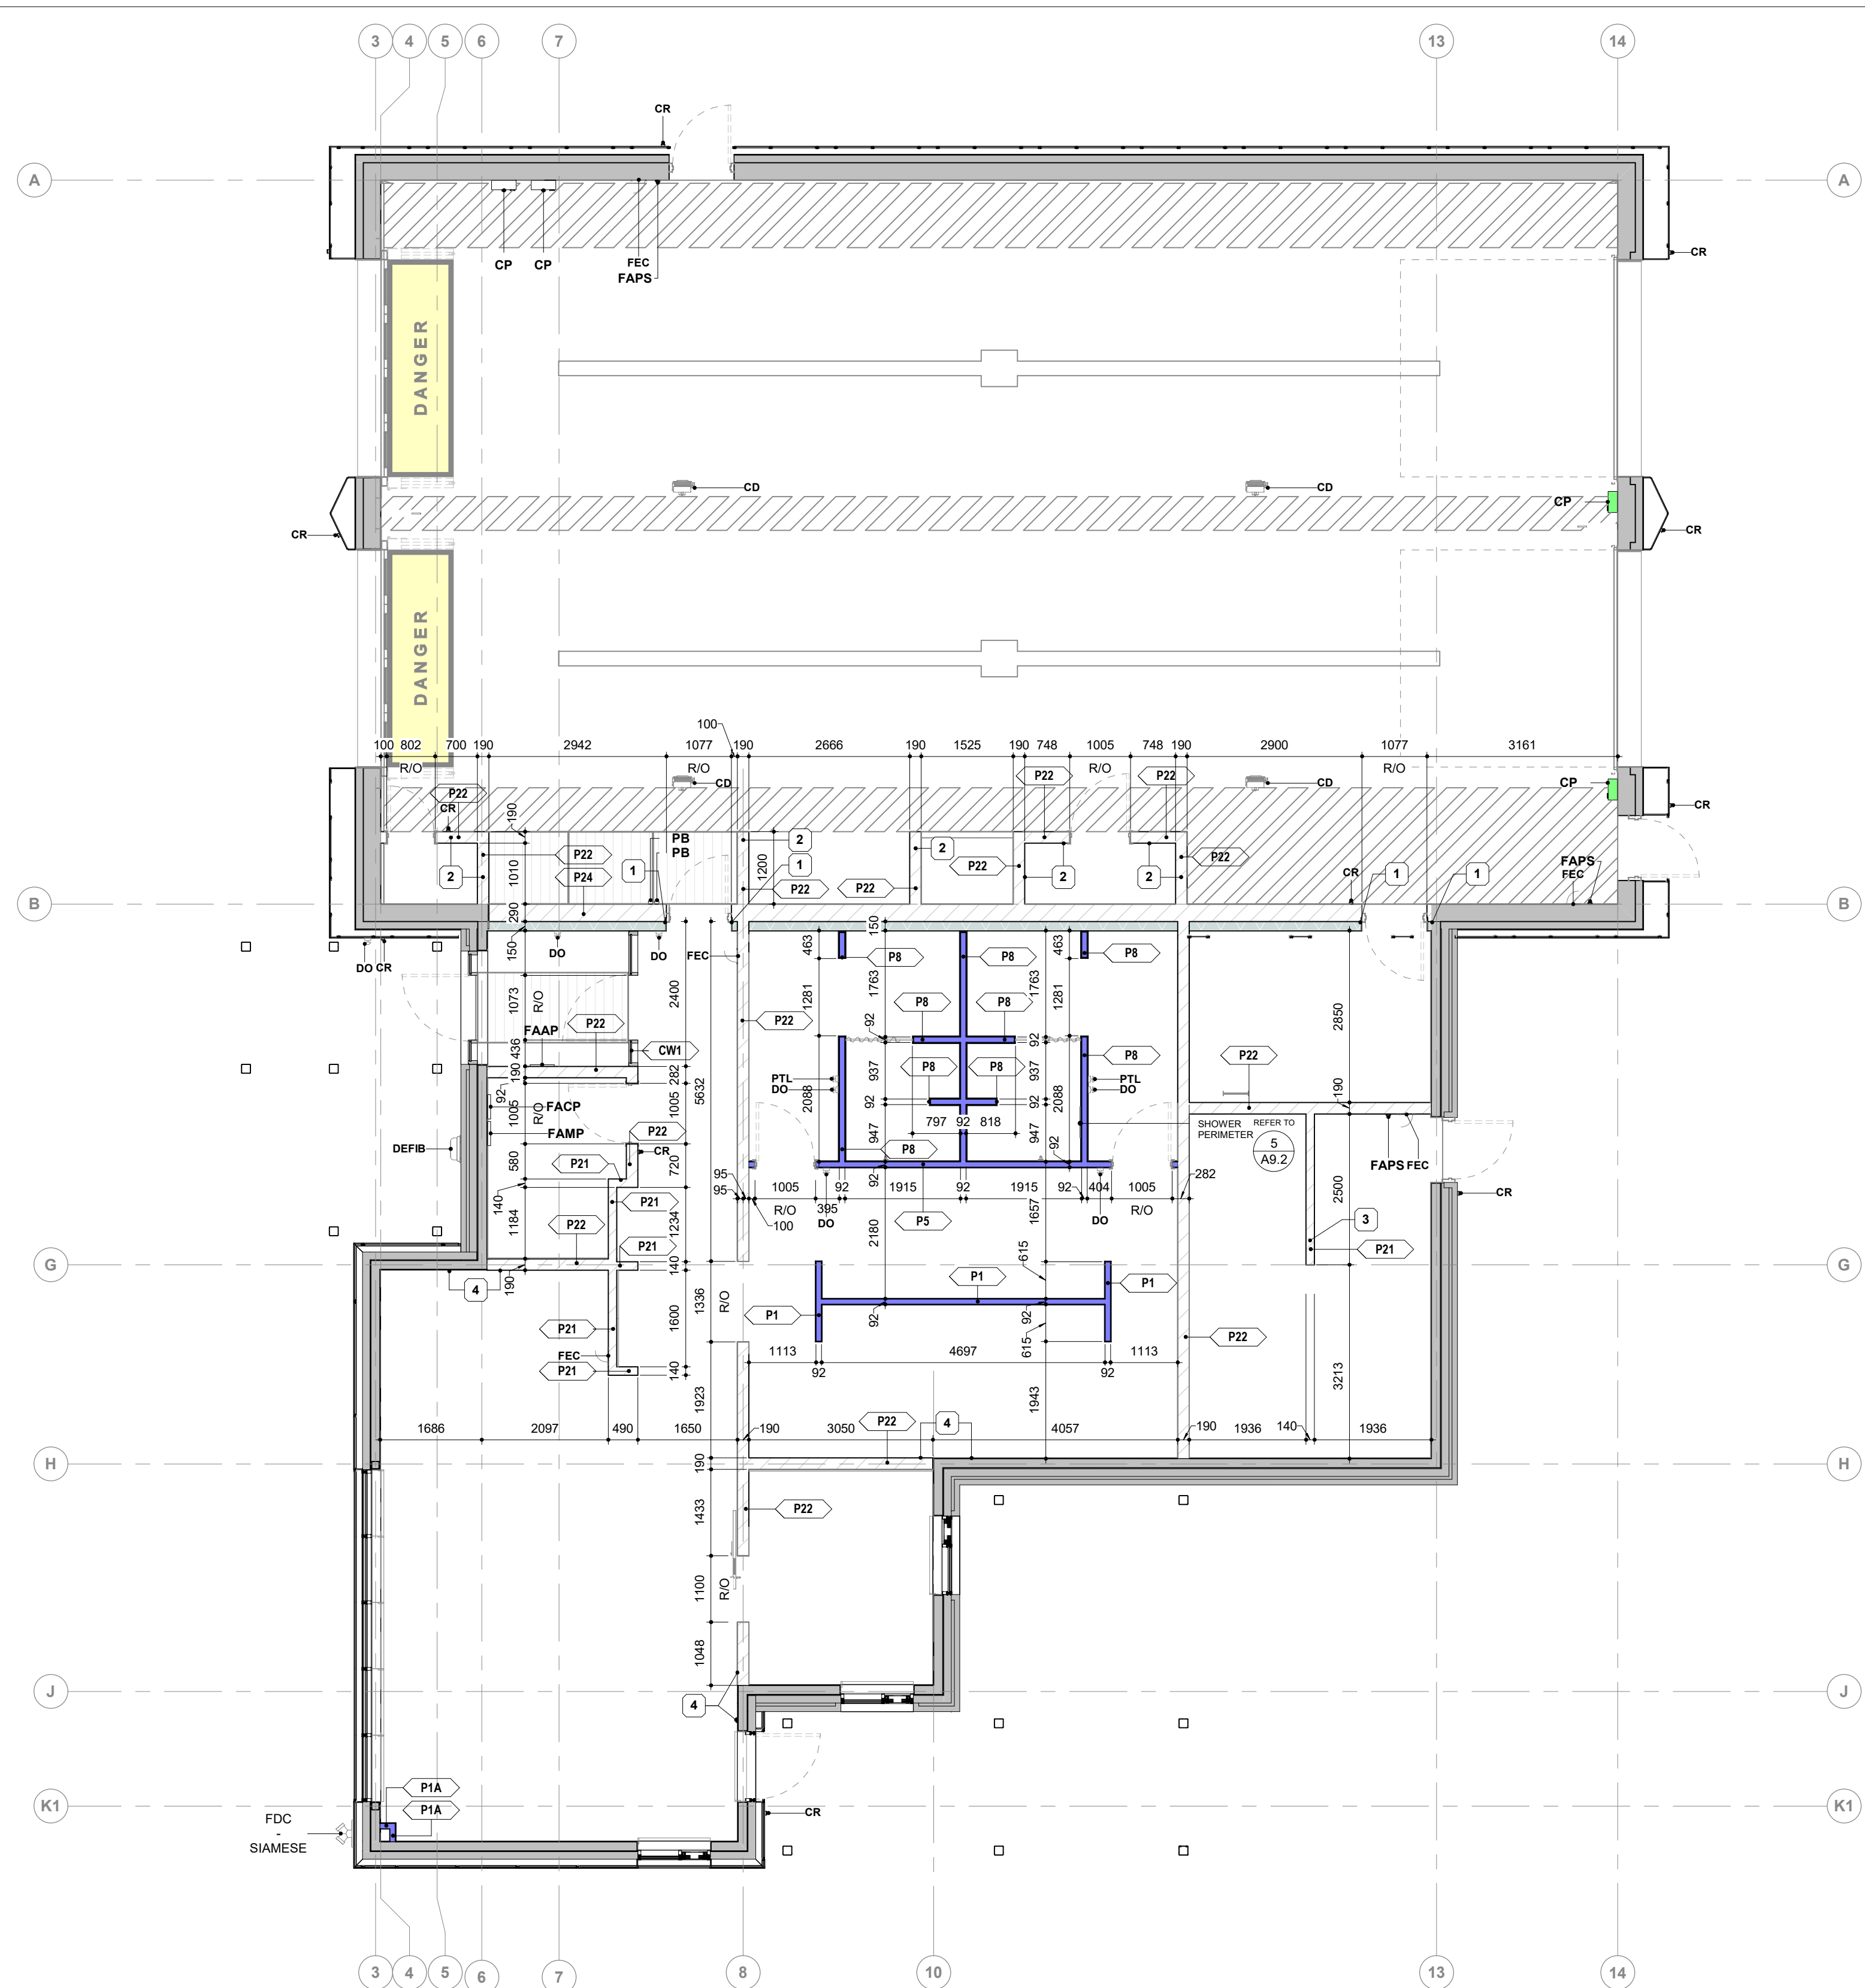 3 4 5 6 7 13 14
CR
A A
CP CP FEC
FAPS
CR
DANGER
CD CD
CP
CR CR
DANGER
100
100 802 700 190 2942 1077 190 2666 190 1525 190 748 1005 748 190 2900 1077 3161
R/O R/O R/O R/O
P22 P22
CD CD CP
P22
CR CR
190
PB
PB
2
2
P22 1200 P22 P22
1010 1 FAPS
2 P24 1 2 2 CR 1 1 FEC
P22 P22
B B
290 150
150
463 463
DO CR DO DO FEC P8 P8 P8
1073 R/O 2400 1281 1763 1763 1281 2850
P8 P8
FAAP P22 P22 92 92
436 CW1 P8
190 282 937 P8 P8 937 P22
PTL PTL
DO DO
92 1005 R/O 1005 5632 2088 92 92 2088 190
FACP
FAMP 797 92 818
P22 SHOWER REFER TO
PERIMETER 5
A9.2
DEFIB CR 947 947 92
580 P21 720 P8 FAPS FEC
95 92 282
140 P21 95 1005 92 1915 92 1915 92 404 1005 2500 CR
R/O 395 R/O
100 DO P5 DO
1184 P22 1234 2180 1657 3
P21 P21
G 140 615 G
4 190 P1 P1
1600 1336 R/O P1 92 92
P21 P22
FEC 615
P21 140 1113 4697 1113 3213
92 92
1923 1943
1686 2097 490 1650 190 3050 P22 4 4057 190 1936 140 1936
H 190 H
1433 P22
1100 R/O
1048
J 4 J
P1A
K1 P1A K1
FDC
-
SIAMESE
CR
3 4 5 6 7 8 10 13 14